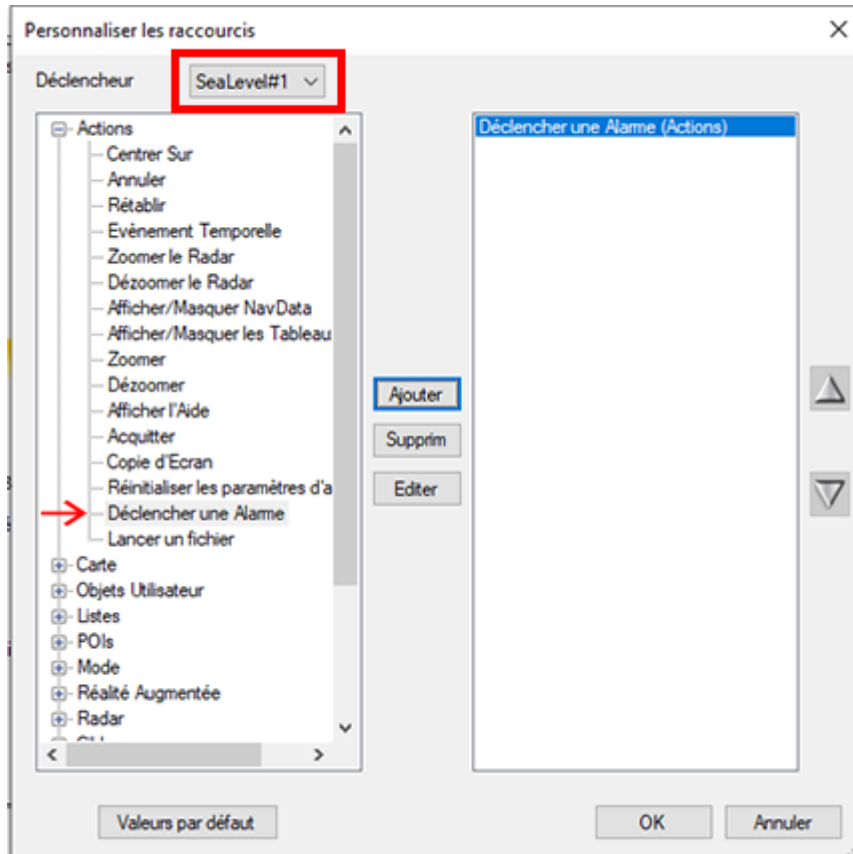 Personnaliser les raccourcis
Déclencheur
SeaLevel#1
Actions
Centrer Sur
Annuler
Rétablir
Evènement Temporelle
Zoomer le Radar
Dézoomer le Radar
Afficher/Masquer NavData
Afficher/Masquer les Tableau
Zoomer
Dézoomer
Afficher l'Aide
Acquitter
Copie d'Ecran
Réinitialiser les paramètres d'a
Déclencher une Alarme
Lancer un fichier
Carte
Objets Utilisateur
Listes
POIs
Mode
Réalité Augmentée
Radar
Ajouter
Supprim
Editer
Déclencher une Alarme (Actions)
Valeurs par défaut
OK
Annuler